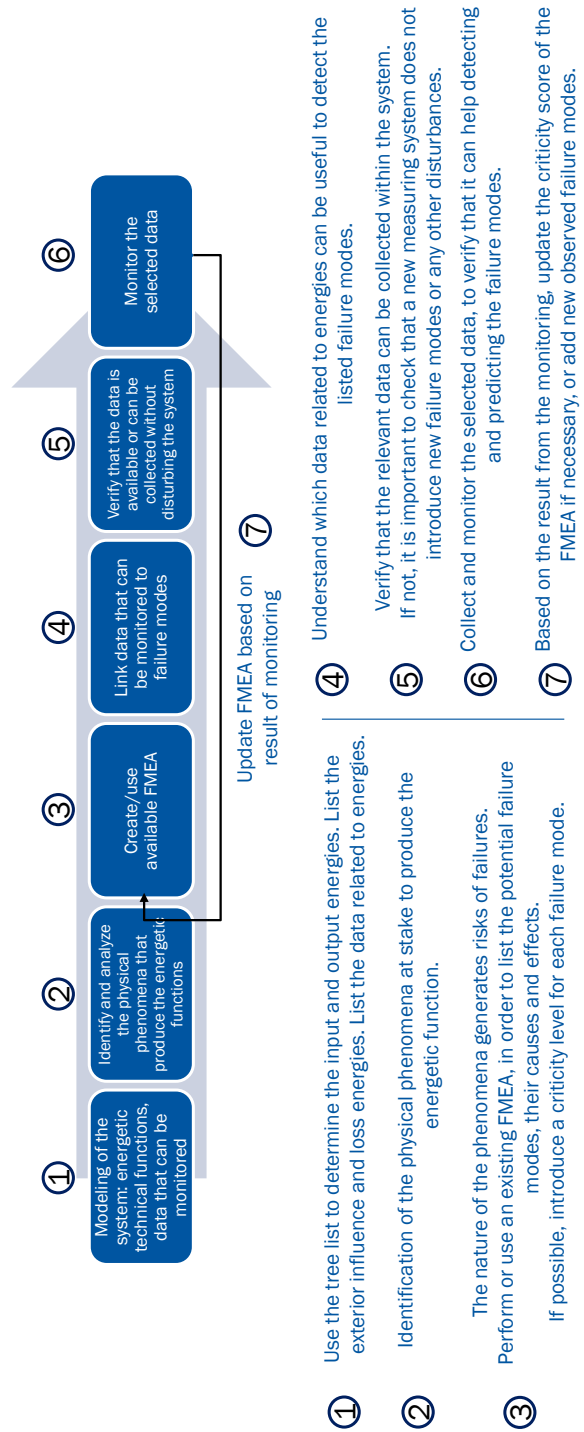 ①
②
③
④
⑤
⑥
Modeling of the
system: energetic
technical functions,
data that can be
monitored
Identify and analyze
the physical
phenomena that
produce the energetic
functions
Create/use
available FMEA
Link data that can
be monitored to
failure modes
Verify that the data is
available or can be
collected without
disturbing the system
Monitor the
selected data
Update FMEA based on
result of monitoring
⑦
①
Use the tree list to determine the input and output energies. List the
exterior influence and loss energies. List the data related to energies.
②
Identification of the physical phenomena at stake to produce the
energetic function.
③
The nature of the phenomena generates risks of failures.
Perform or use an existing FMEA, in order to list the potential failure
modes, their causes and effects.
If possible, introduce a criticity level for each failure mode.
④
Understand which data related to energies can be useful to detect the
listed failure modes.
⑤
Verify that the relevant data can be collected within the system.
If not, it is important to check that a new measuring system does not
introduce new failure modes or any other disturbances.
⑥
Collect and monitor the selected data, to verify that it can help detecting
and predicting the failure modes.
⑦
Based on the result from the monitoring, update the criticity score of the
FMEA if necessary, or add new observed failure modes.